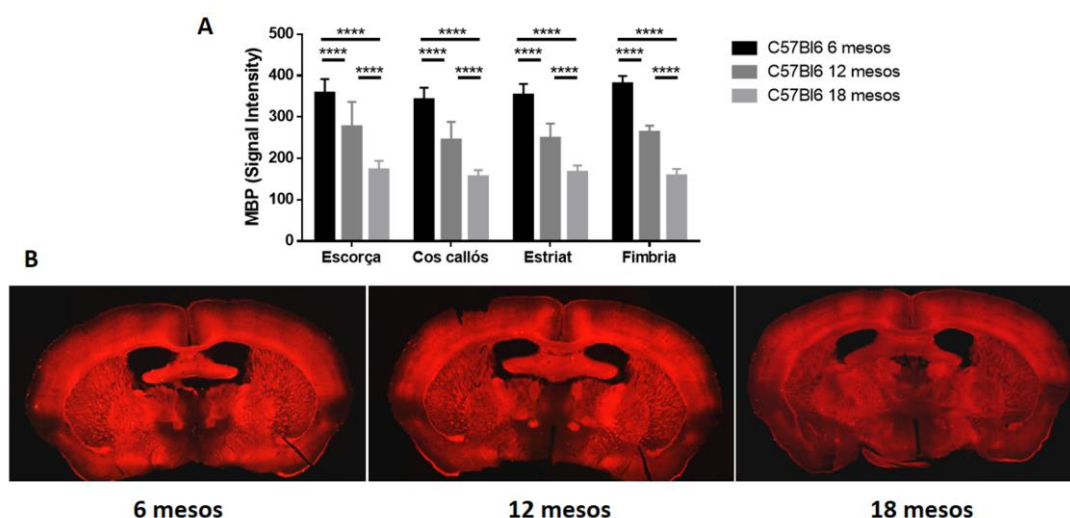 A
MBP (Signal Intensity)
500
400
300
200
100
0
**** **** **** ****
**** **** **** ****
**** **** **** ****
Escorça Cos callós Estriat Fimbria
C57Bl6 6 mesos
C57Bl6 12 mesos
C57Bl6 18 mesos
B
6 mesos 12 mesos 18 mesos